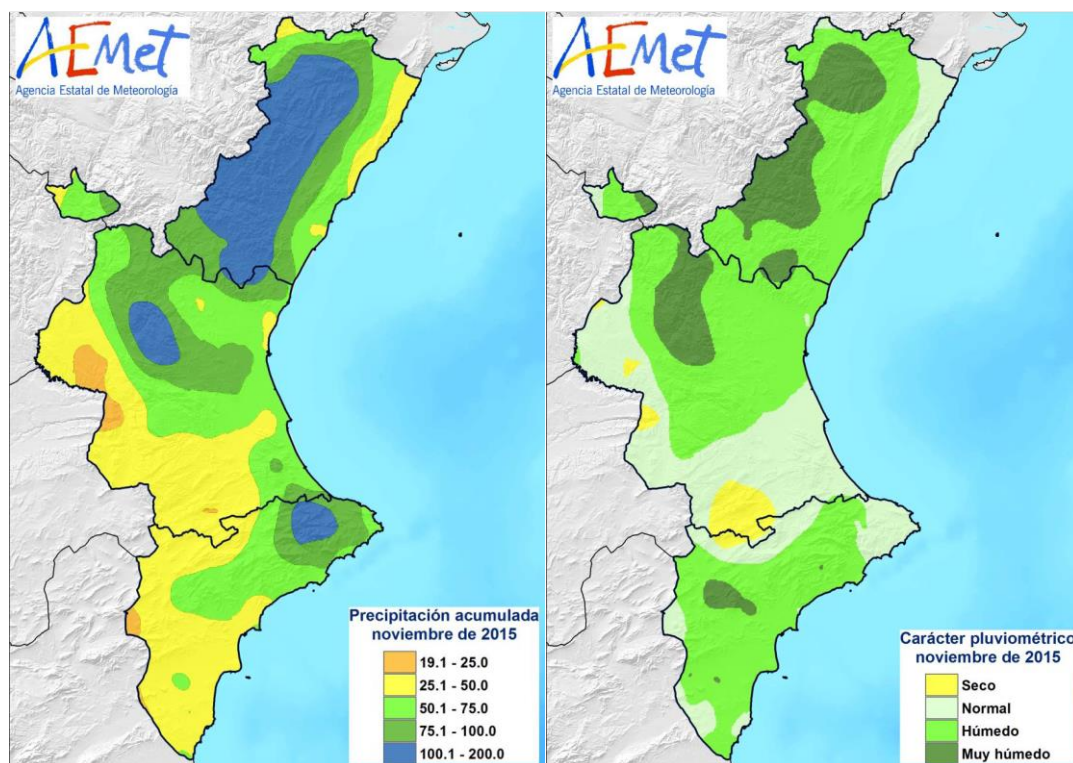 AEMet
Agencia Estatal de Meteorología
Precipitación acumulada
noviembre de 2015
19.1 - 25.0
25.1 - 50.0
50.1 - 75.0
75.1 - 100.0
100.1 - 200.0
AEMet
Agencia Estatal de Meteorología
Carácter pluviométrico
noviembre de 2015
Seco
Normal
Húmedo
Muy húmedo